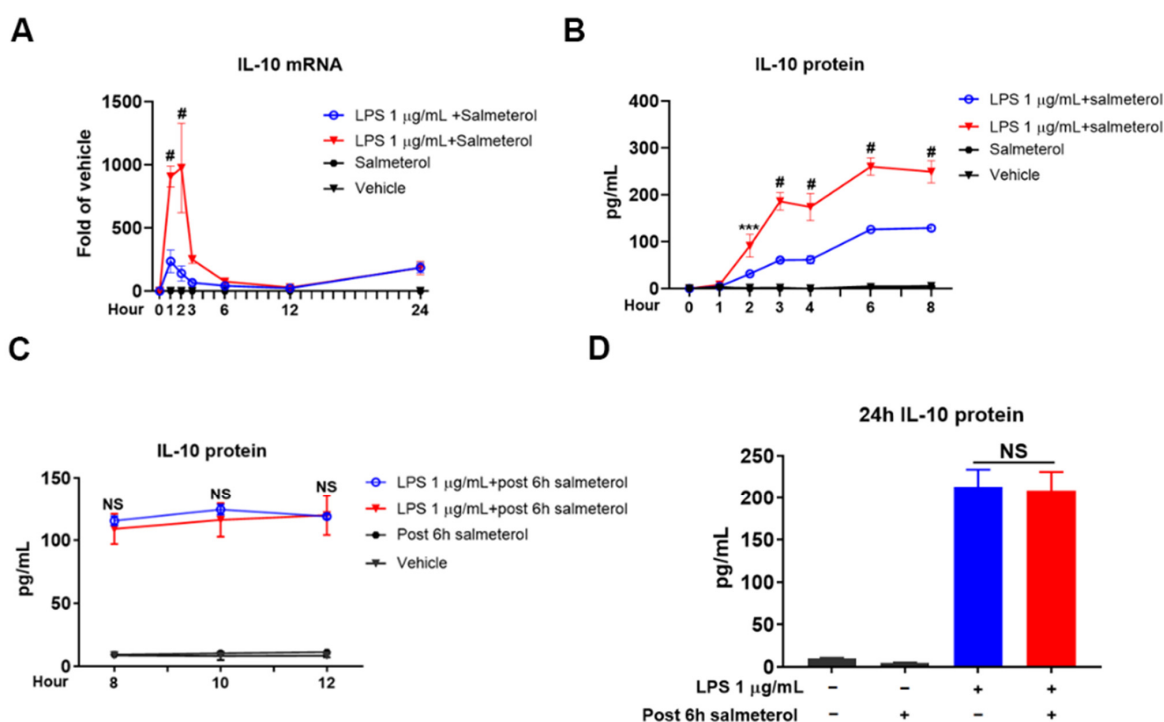 A
IL-10 mRNA
Fold of vehicle
1500
1000
500
0
#
#
Hour 0 1 2 3 6 12 24
LPS 1 μg/mL +Salmeterol
LPS 1 μg/mL+Salmeterol
Salmeterol
Vehicle
B
IL-10 protein
pg/mL
400
300
200
100
0
***
#
#
#
#
Hour 0 1 2 3 4 6 8
LPS 1 μg/mL+salmeterol
LPS 1 μg/mL+salmeterol
Salmeterol
Vehicle
C
IL-10 protein
pg/mL
150
100
50
0
NS
NS
NS
Hour 8 10 12
LPS 1 μg/mL+post 6h salmeterol
LPS 1 μg/mL+post 6h salmeterol
Post 6h salmeterol
Vehicle
D
24h IL-10 protein
pg/mL
250
200
150
100
50
0
NS
LPS 1 μg/mL − − + +
Post 6h salmeterol − + − +